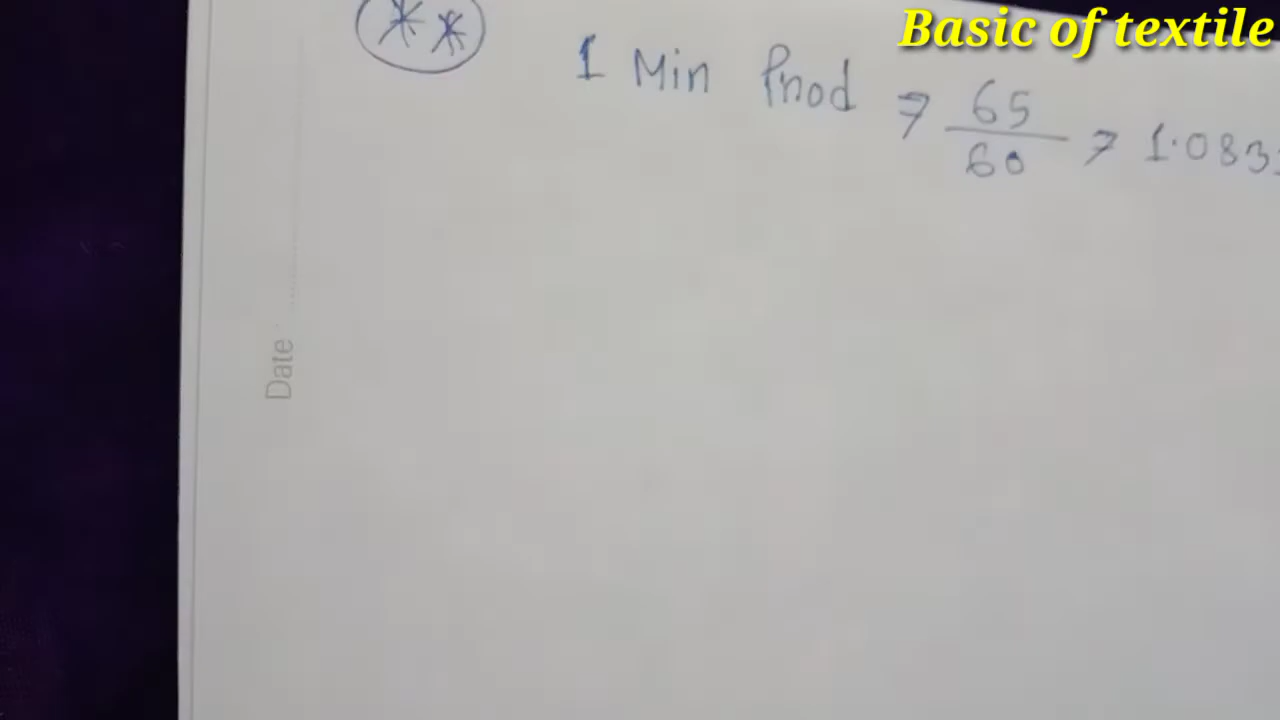 Basic of textile
** 1 Min Prod => 65/60 => 1.083
Date